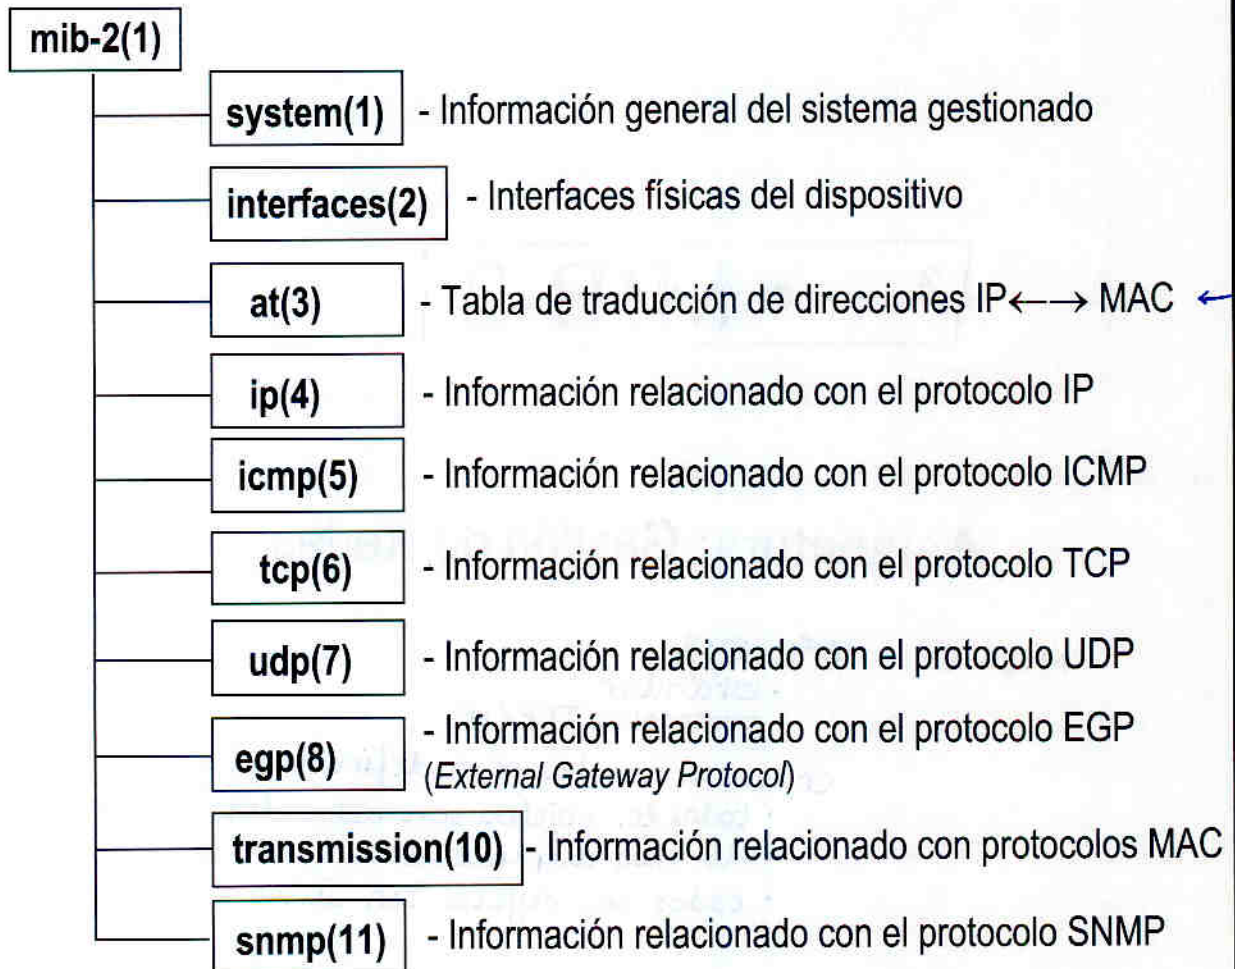 mib-2(1)
system(1) - Información general del sistema gestionado
interfaces(2) - Interfaces físicas del dispositivo
at(3) - Tabla de traducción de direcciones IP←→ MAC ←
ip(4) - Información relacionado con el protocolo IP
icmp(5) - Información relacionado con el protocolo ICMP
tcp(6) - Información relacionado con el protocolo TCP
udp(7) - Información relacionado con el protocolo UDP
egp(8) - Información relacionado con el protocolo EGP
(External Gateway Protocol)
transmission(10) - Información relacionado con protocolos MAC
snmp(11) - Información relacionado con el protocolo SNMP